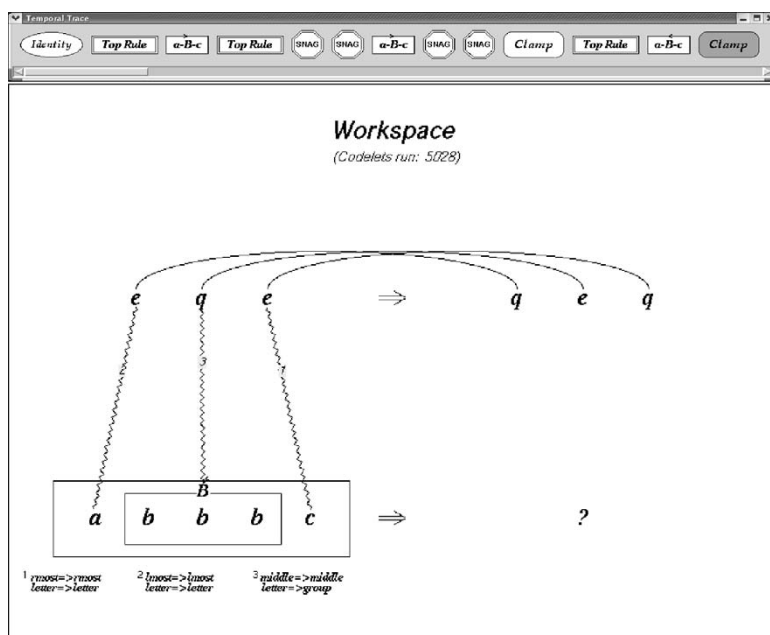 Temporal Trace
Identity Top Rule a-B-c Top Rule SNAG SNAG a-B-c SNAG SNAG Clamp Top Rule a-B-c Clamp
Workspace
(Codelets run: 5028)
e q e ⇒ q e q
2 3 1
B
a b b b c ⇒ ?
1 rmost=>rmost 2 lmost=>lmost 3 middle=>middle
letter=>letter letter=>letter letter=>group